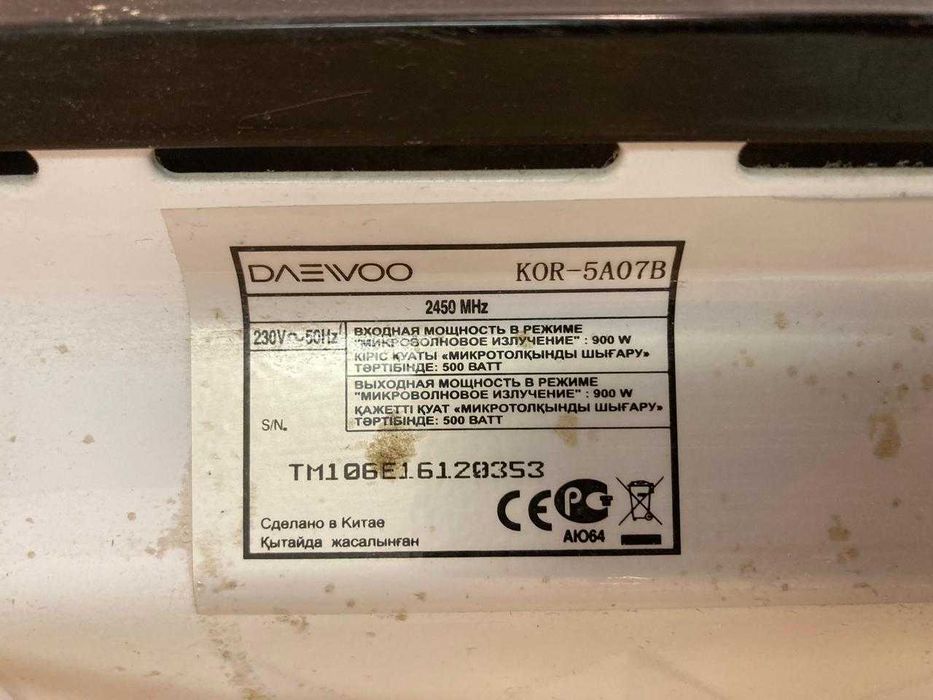 DAEWOO KOR-5A07B
2450 MHz
230V~50Hz
ВХОДНАЯ МОЩНОСТЬ В РЕЖИМЕ
"МИКРОВОЛНОВОЕ ИЗЛУЧЕНИЕ" : 900 W
КІРІС ҚУАТЫ «МИКРОТОЛҚЫНДЫ ШЫҒАРУ»
ТӘРТІБІНДЕ: 500 ВАТТ
ВЫХОДНАЯ МОЩНОСТЬ В РЕЖИМЕ
"МИКРОВОЛНОВОЕ ИЗЛУЧЕНИЕ" : 900 W
ҚАЖЕТТІ ҚУАТ «МИКРОТОЛҚЫНДЫ ШЫҒАРУ»
ТӘРТІБІНДЕ: 500 ВАТТ
S/N.
TM106E16120353
CE РСТ
АЮ64
Сделано в Китае
Қытайда жасалынған